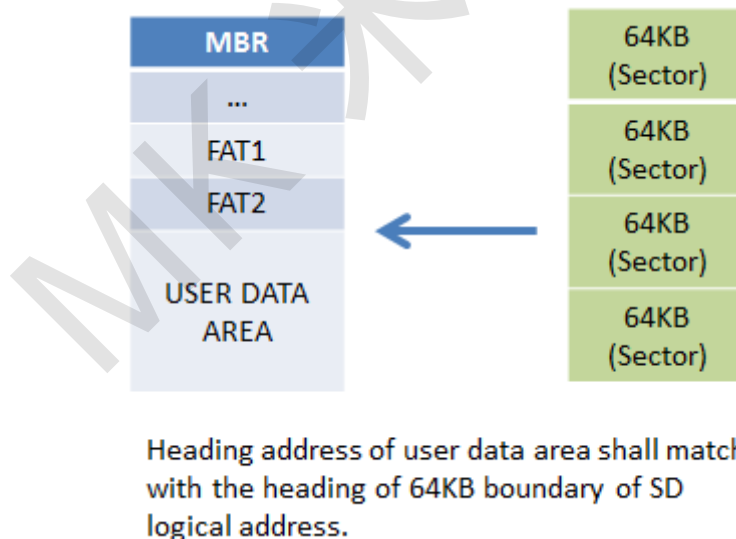 MBR
...
FAT1
FAT2
USER DATA
AREA
64KB
(Sector)
64KB
(Sector)
64KB
(Sector)
64KB
(Sector)
Heading address of user data area shall match
with the heading of 64KB boundary of SD
logical address.
MK